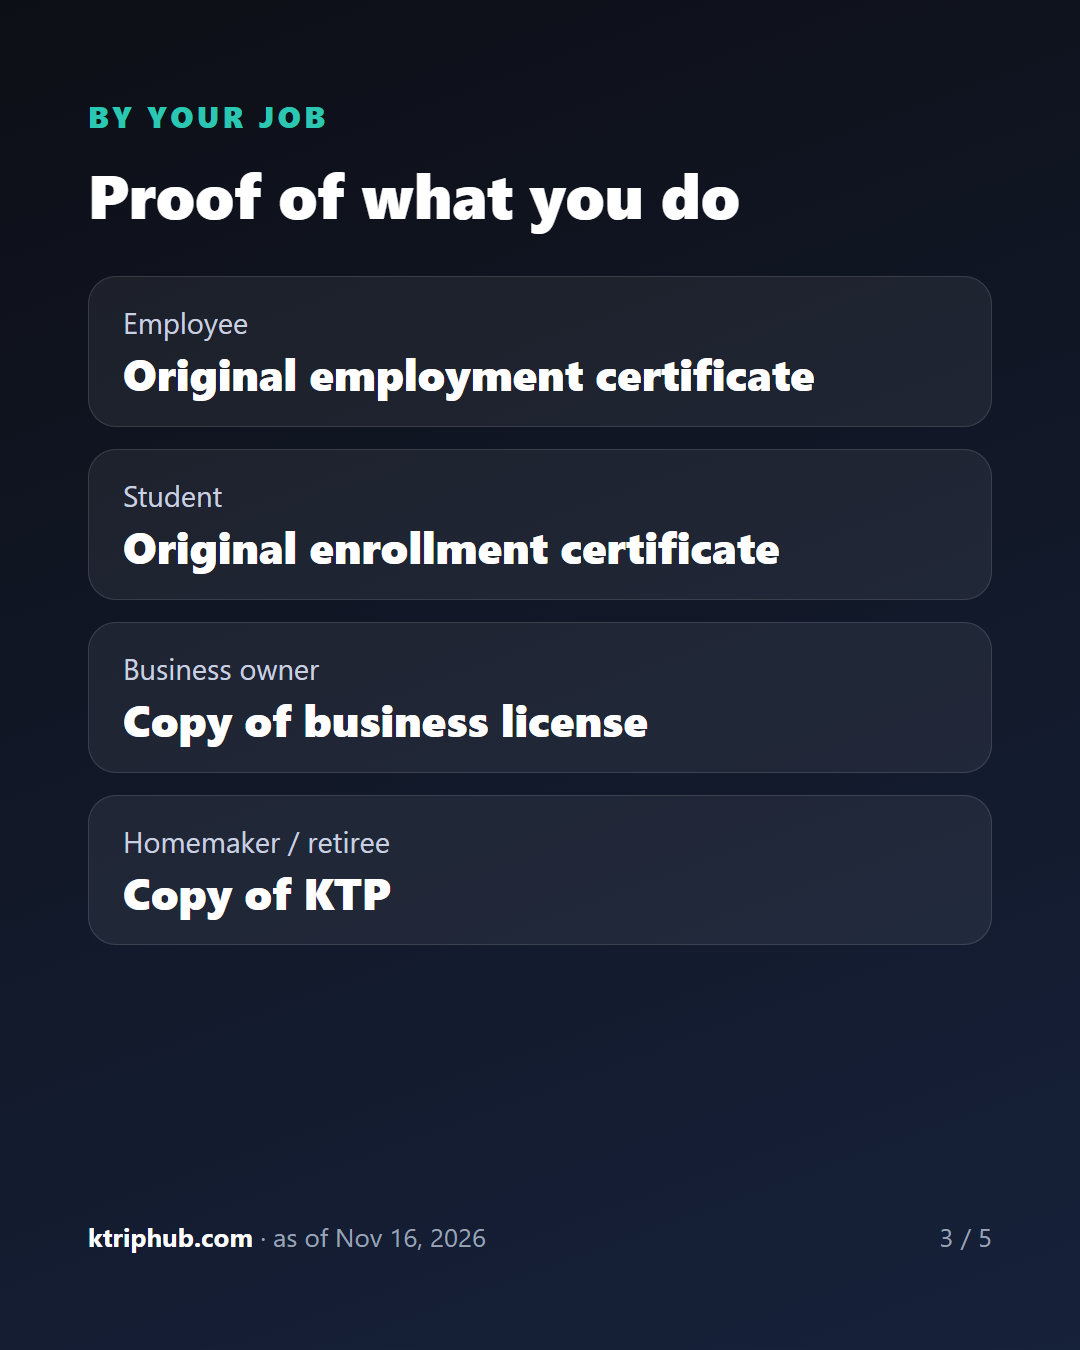 BY YOUR JOB
Proof of what you do
Employee
Original employment certificate
Student
Original enrollment certificate
Business owner
Copy of business license
Homemaker / retiree
Copy of KTP
ktriphub.com · as of Nov 16, 2026
3 / 5